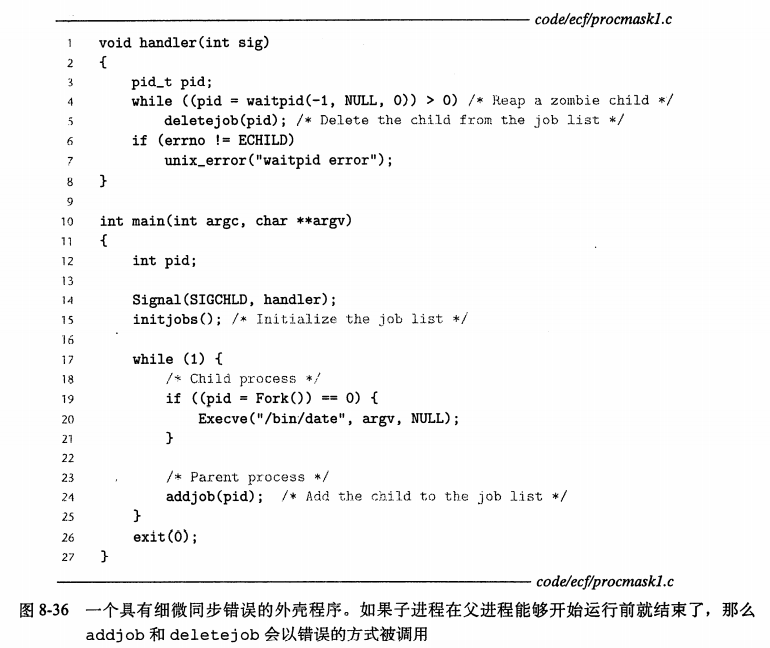 code/ecf/procmask1.c
1 void handler(int sig)
2 {
3     pid_t pid;
4     while ((pid = waitpid(-1, NULL, 0)) > 0) /* Reap a zombie child */
5         deletejob(pid); /* Delete the child from the job list */
6     if (errno != ECHILD)
7         unix_error("waitpid error");
8 }
9
10 int main(int argc, char **argv)
11 {
12     int pid;
13
14     Signal(SIGCHLD, handler);
15     initjobs(); /* Initialize the job list */
16
17     while (1) {
18         /* Child process */
19         if ((pid = Fork()) == 0) {
20             Execve("/bin/date", argv, NULL);
21         }
22
23         /* Parent process */
24         addjob(pid);  /* Add the child to the job list */
25     }
26     exit(0);
27 }
code/ecf/procmask1.c
图 8-36 一个具有细微同步错误的外壳程序。如果子进程在父进程能够开始运行前就结束了，那么
addjob 和 deletejob 会以错误的方式被调用